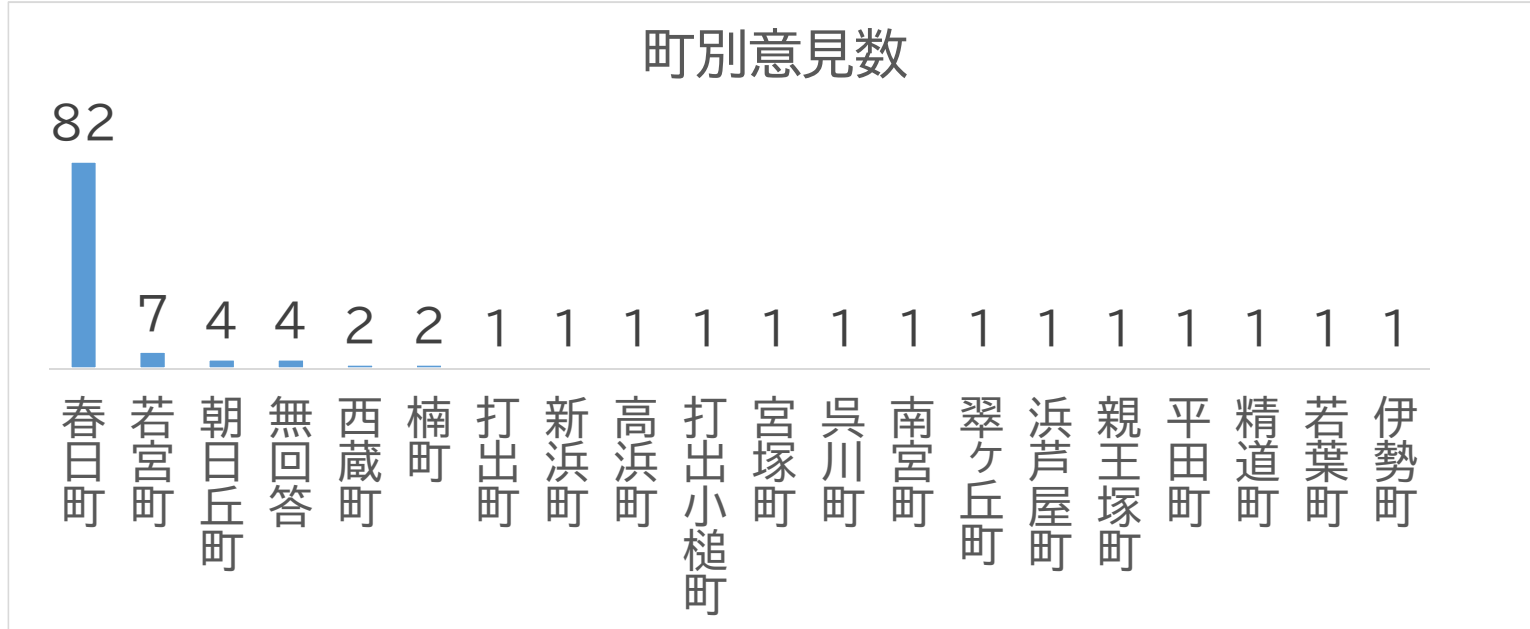 町別意見数
82 7 4 4 2 2 1 1 1 1 1 1 1 1 1 1 1 1 1 1
春日町
若宮町
朝日丘町
無回答
西蔵町
楠町
打出町
新浜町
高浜町
打出小槌町
宮塚町
呉川町
南宮町
翠ケ丘町
浜芦屋町
親王塚町
平田町
精道町
若葉町
伊勢町